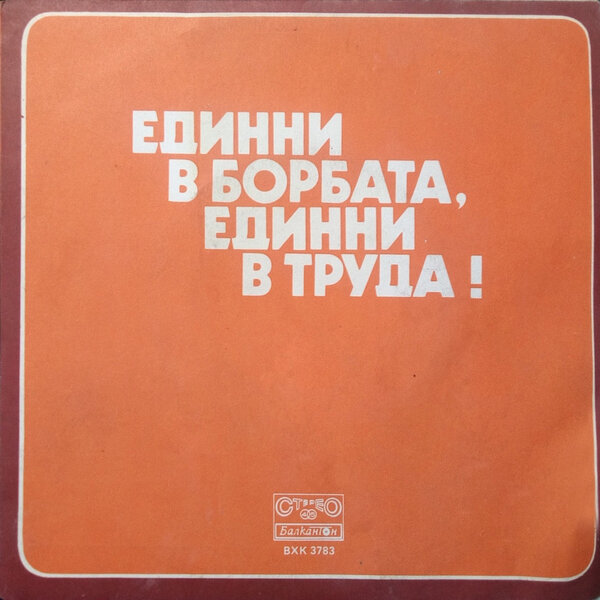 ЕДИННИ
В БОРБАТА,
ЕДИННИ
В ТРУДА!
СТЕРЕО
Балкантон
ВХК 3783